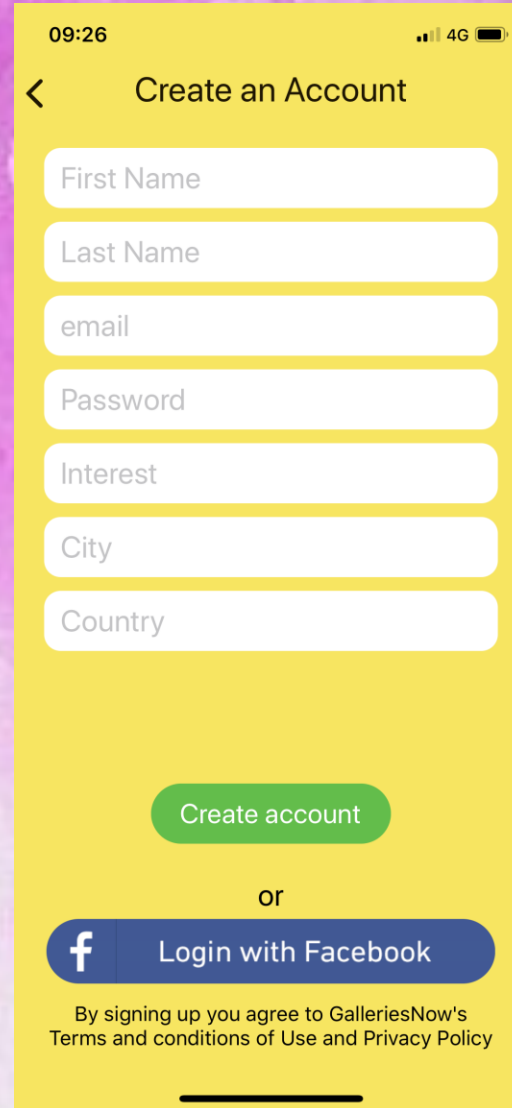 09:26 4G
Create an Account
First Name
Last Name
email
Password
Interest
City
Country
Create account
or
f Login with Facebook
By signing up you agree to GalleriesNow's
Terms and conditions of Use and Privacy Policy